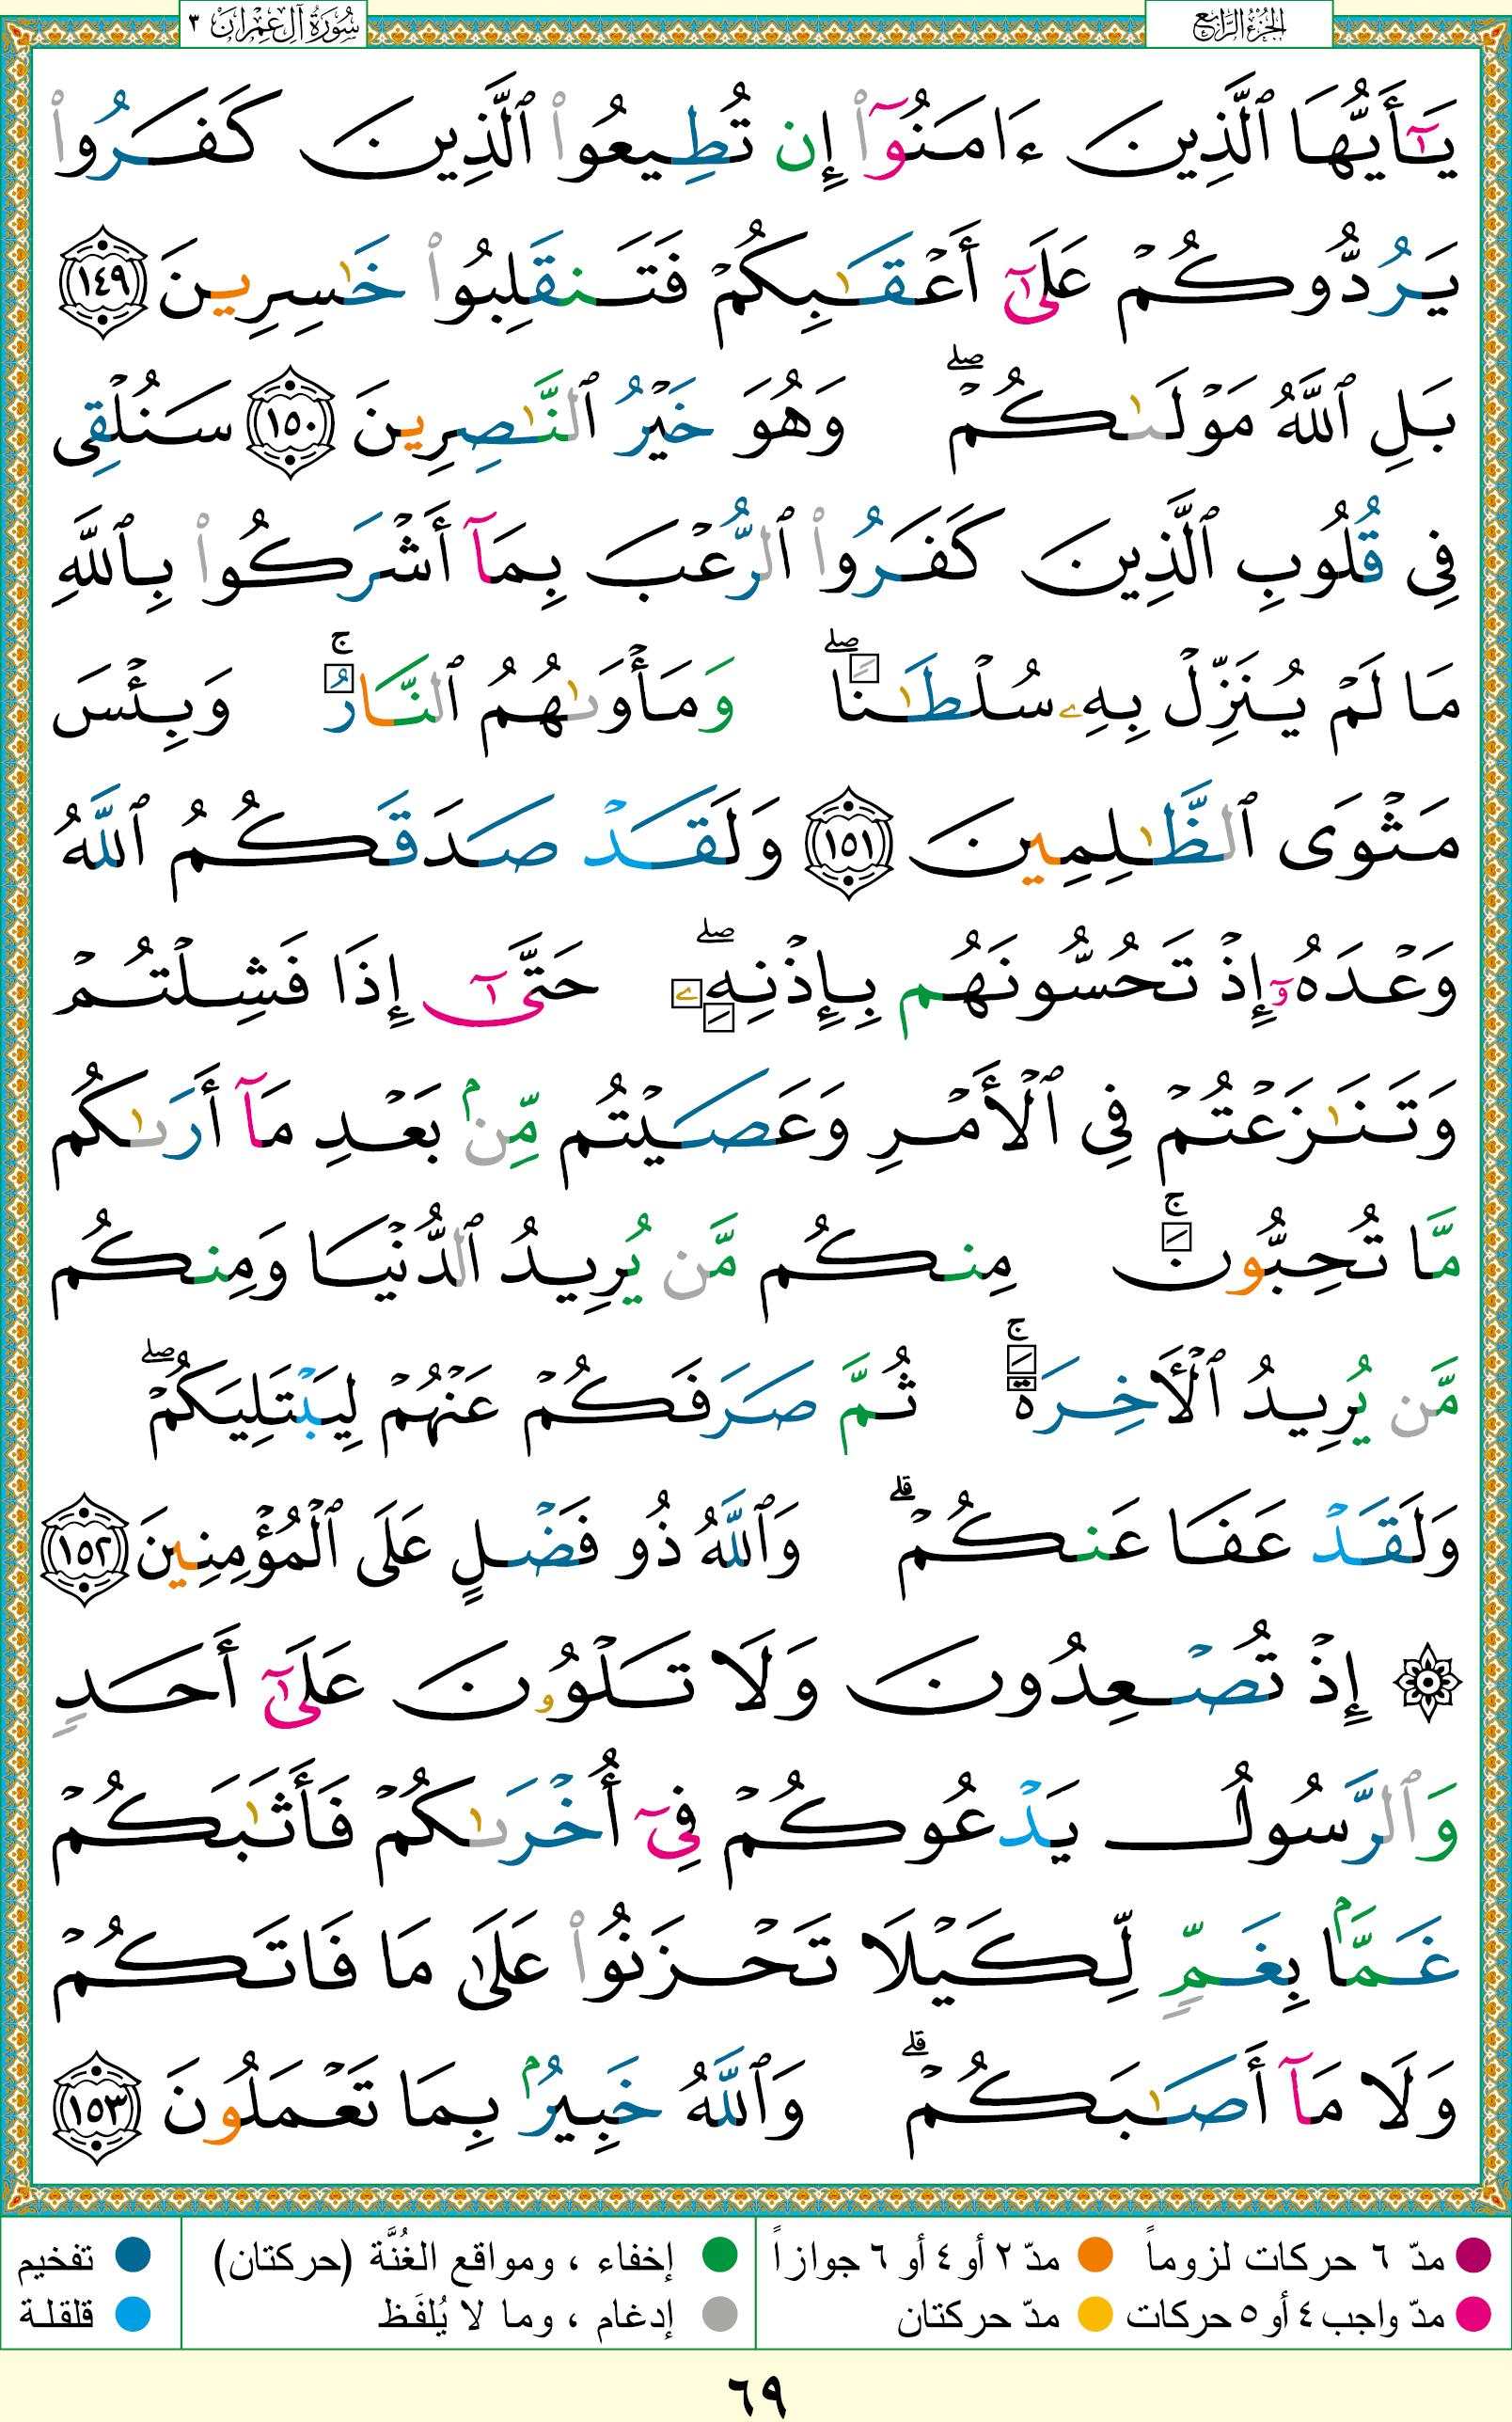 الجزء الرابع
سورة آل عمران ٣
يَـٰٓأَيُّهَا ٱلَّذِينَ ءَامَنُوٓا۟ إِن تُطِيعُوا۟ ٱلَّذِينَ كَفَرُوا۟
يَرُدُّوكُمْ عَلَىٰٓ أَعْقَـٰبِكُمْ فَتَنقَلِبُوا۟ خَـٰسِرِينَ ١٤٩
بَلِ ٱللَّهُ مَوْلَىٰكُمْ ۖ وَهُوَ خَيْرُ ٱلنَّـٰصِرِينَ ١٥٠ سَنُلْقِى
فِى قُلُوبِ ٱلَّذِينَ كَفَرُوا۟ ٱلرُّعْبَ بِمَآ أَشْرَكُوا۟ بِٱللَّهِ
مَا لَمْ يُنَزِّلْ بِهِۦ سُلْطَـٰنًا ۖ وَمَأْوَىٰهُمُ ٱلنَّارُ ۚ وَبِئْسَ
مَثْوَى ٱلظَّـٰلِمِينَ ١٥١ وَلَقَدْ صَدَقَكُمُ ٱللَّهُ
وَعْدَهُۥٓ إِذْ تَحُسُّونَهُم بِإِذْنِهِۦ ۖ حَتَّىٰٓ إِذَا فَشِلْتُمْ
وَتَنَـٰزَعْتُمْ فِى ٱلْأَمْرِ وَعَصَيْتُم مِّنۢ بَعْدِ مَآ أَرَىٰكُم
مَّا تُحِبُّونَ ۚ مِنكُم مَّن يُرِيدُ ٱلدُّنْيَا وَمِنكُم
مَّن يُرِيدُ ٱلْأَخِرَةَ ۚ ثُمَّ صَرَفَكُمْ عَنْهُمْ لِيَبْتَلِيَكُمْ ۖ
وَلَقَدْ عَفَا عَنكُمْ ۗ وَٱللَّهُ ذُو فَضْلٍ عَلَى ٱلْمُؤْمِنِينَ ١٥٢
۞ إِذْ تُصْعِدُونَ وَلَا تَلْوُۥنَ عَلَىٰٓ أَحَدٍ
وَٱلرَّسُولُ يَدْعُوكُمْ فِىٓ أُخْرَىٰكُمْ فَأَثَـٰبَكُمْ
غَمًّۢا بِغَمٍّ لِّكَيْلَا تَحْزَنُوا۟ عَلَىٰ مَا فَاتَكُمْ
وَلَا مَآ أَصَـٰبَكُمْ ۗ وَٱللَّهُ خَبِيرٌۢ بِمَا تَعْمَلُونَ ١٥٣
مدّ ٦ حركات لزوماً مدّ ٢ أو ٤ أو ٦ جوازاً إخفاء ، ومواقع الغُنَّة (حركتان) تفخيم
مدّ واجب ٤ أو ٥ حركات مدّ حركتان إدغام ، وما لا يُلفَظ قلقلة
٦٩